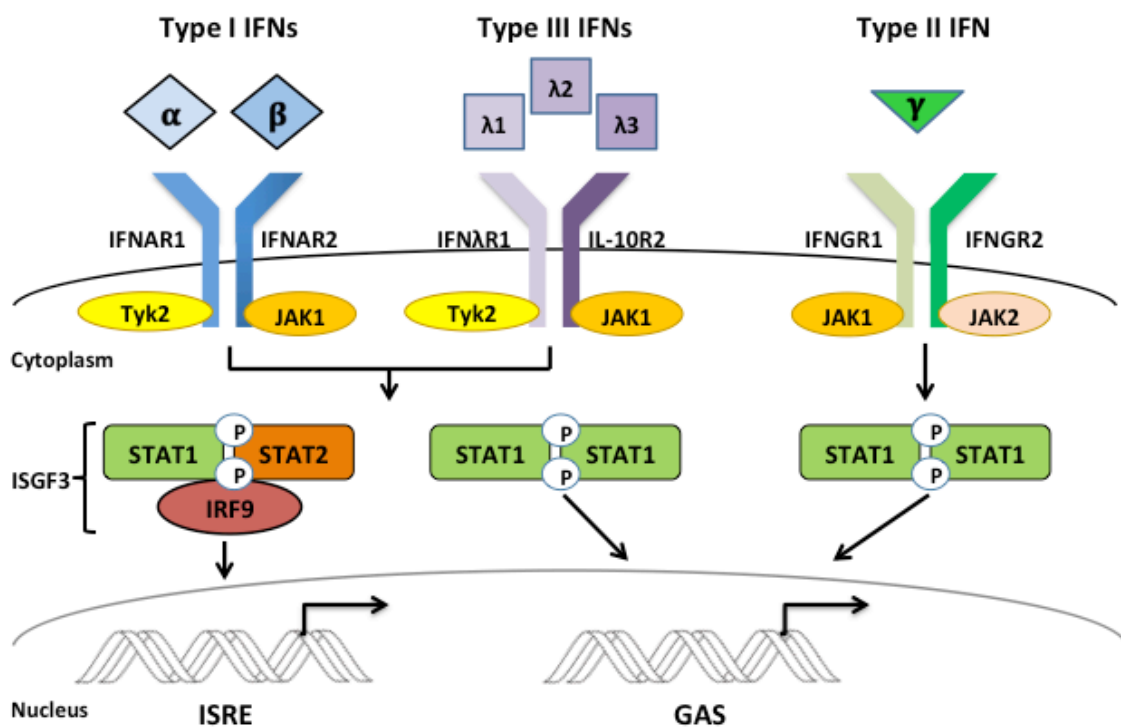 Type I IFNs
Type III IFNs
Type II IFN
α
β
λ1
λ2
λ3
γ
IFNAR1
IFNAR2
IFNλR1
IL-10R2
IFNGR1
IFNGR2
Tyk2
JAK1
Tyk2
JAK1
JAK1
JAK2
Cytoplasm
ISGF3
STAT1
P
P
STAT2
IRF9
STAT1
P
P
STAT1
STAT1
P
P
STAT1
Nucleus
ISRE
GAS